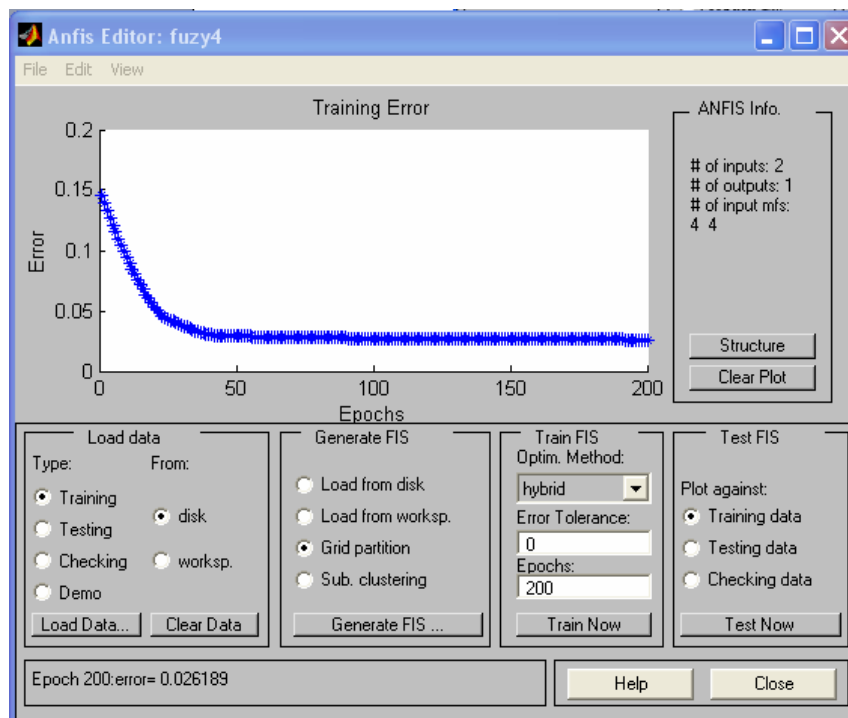 Anfis Editor: fuzy4
File Edit View
Training Error
0.2
0.15
0.1
0.05
0
Error
0 50 100 150 200
Epochs
ANFIS Info.
# of inputs: 2
# of outputs: 1
# of input mfs:
4 4
Structure
Clear Plot
Load data
Type: From:
Training
Testing
Checking
Demo
disk
worksp.
Load Data... Clear Data
Generate FIS
Load from disk
Load from worksp.
Grid partition
Sub. clustering
Generate FIS ...
Train FIS
Optim. Method:
hybrid
Error Tolerance:
0
Epochs:
200
Train Now
Test FIS
Plot against:
Training data
Testing data
Checking data
Test Now
Epoch 200:error= 0.026189
Help Close